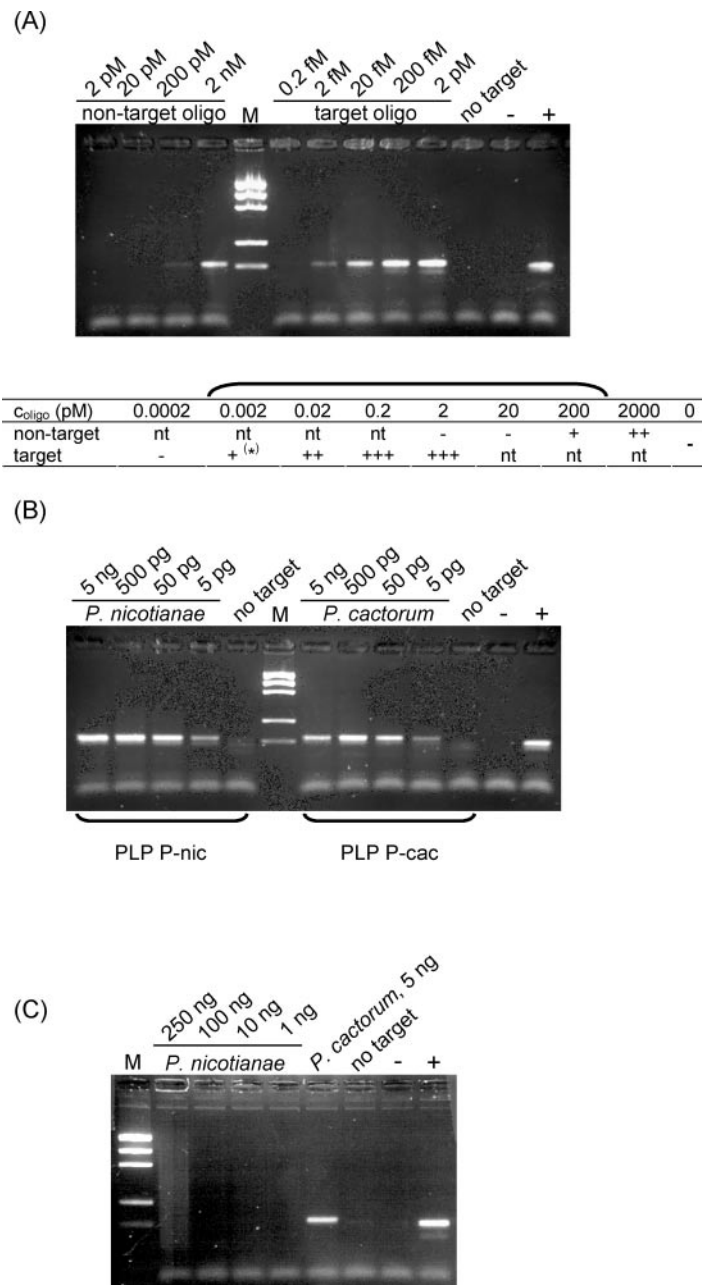 (A)
2 pM 20 pM 200 pM 2 nM 0.2 fM 2 fM 20 fM 200 fM 2 pM no target - +
non-target oligo M target oligo
c_oligo (pM) 0.0002 0.002 0.02 0.2 2 20 200 2000 0
non-target nt nt nt nt - - + ++ -
target - + (*) ++ +++ +++ nt nt nt
(B)
5 ng 500 pg 50 pg 5 pg no target 5 ng 500 pg 50 pg 5 pg no target - +
P. nicotianae M P. cactorum
PLP P-nic PLP P-cac
(C)
250 ng 100 ng 10 ng 1 ng P. cactorum, 5 ng no target - +
M P. nicotianae